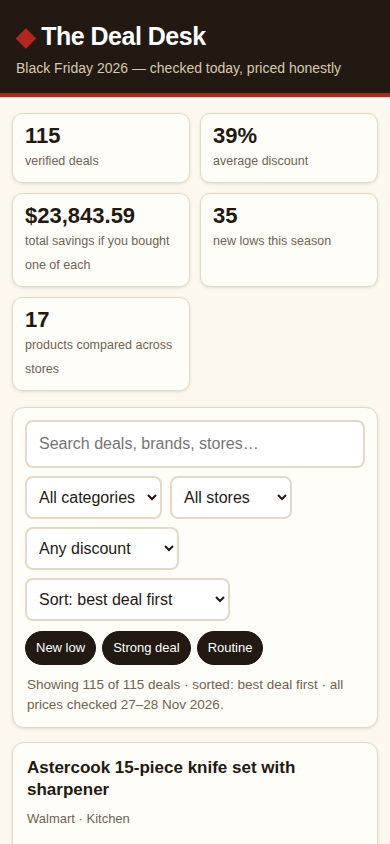 The Deal Desk
Black Friday 2026 — checked today, priced honestly
115
verified deals
39%
average discount
$23,843.59
total savings if you bought
one of each
35
new lows this season
17
products compared across
stores
Search deals, brands, stores…
All categories
All stores
Any discount
Sort: best deal first
New low
Strong deal
Routine
Showing 115 of 115 deals · sorted: best deal first · all
prices checked 27–28 Nov 2026.
Astercook 15-piece knife set with
sharpener
Walmart · Kitchen